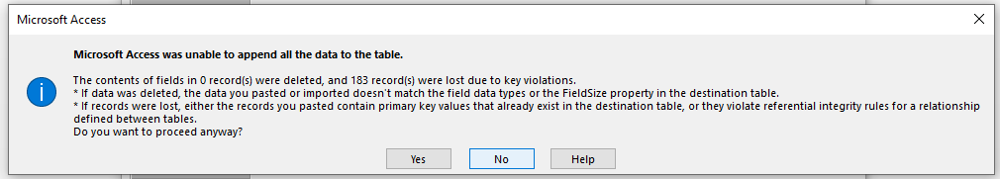 Microsoft Access
Microsoft Access was unable to append all the data to the table.
The contents of fields in 0 record(s) were deleted, and 183 record(s) were lost due to key violations.
* If data was deleted, the data you pasted or imported doesn't match the field data types or the FieldSize property in the destination table.
* If records were lost, either the records you pasted contain primary key values that already exist in the destination table, or they violate referential integrity rules for a relationship
defined between tables.
Do you want to proceed anyway?
Yes
No
Help